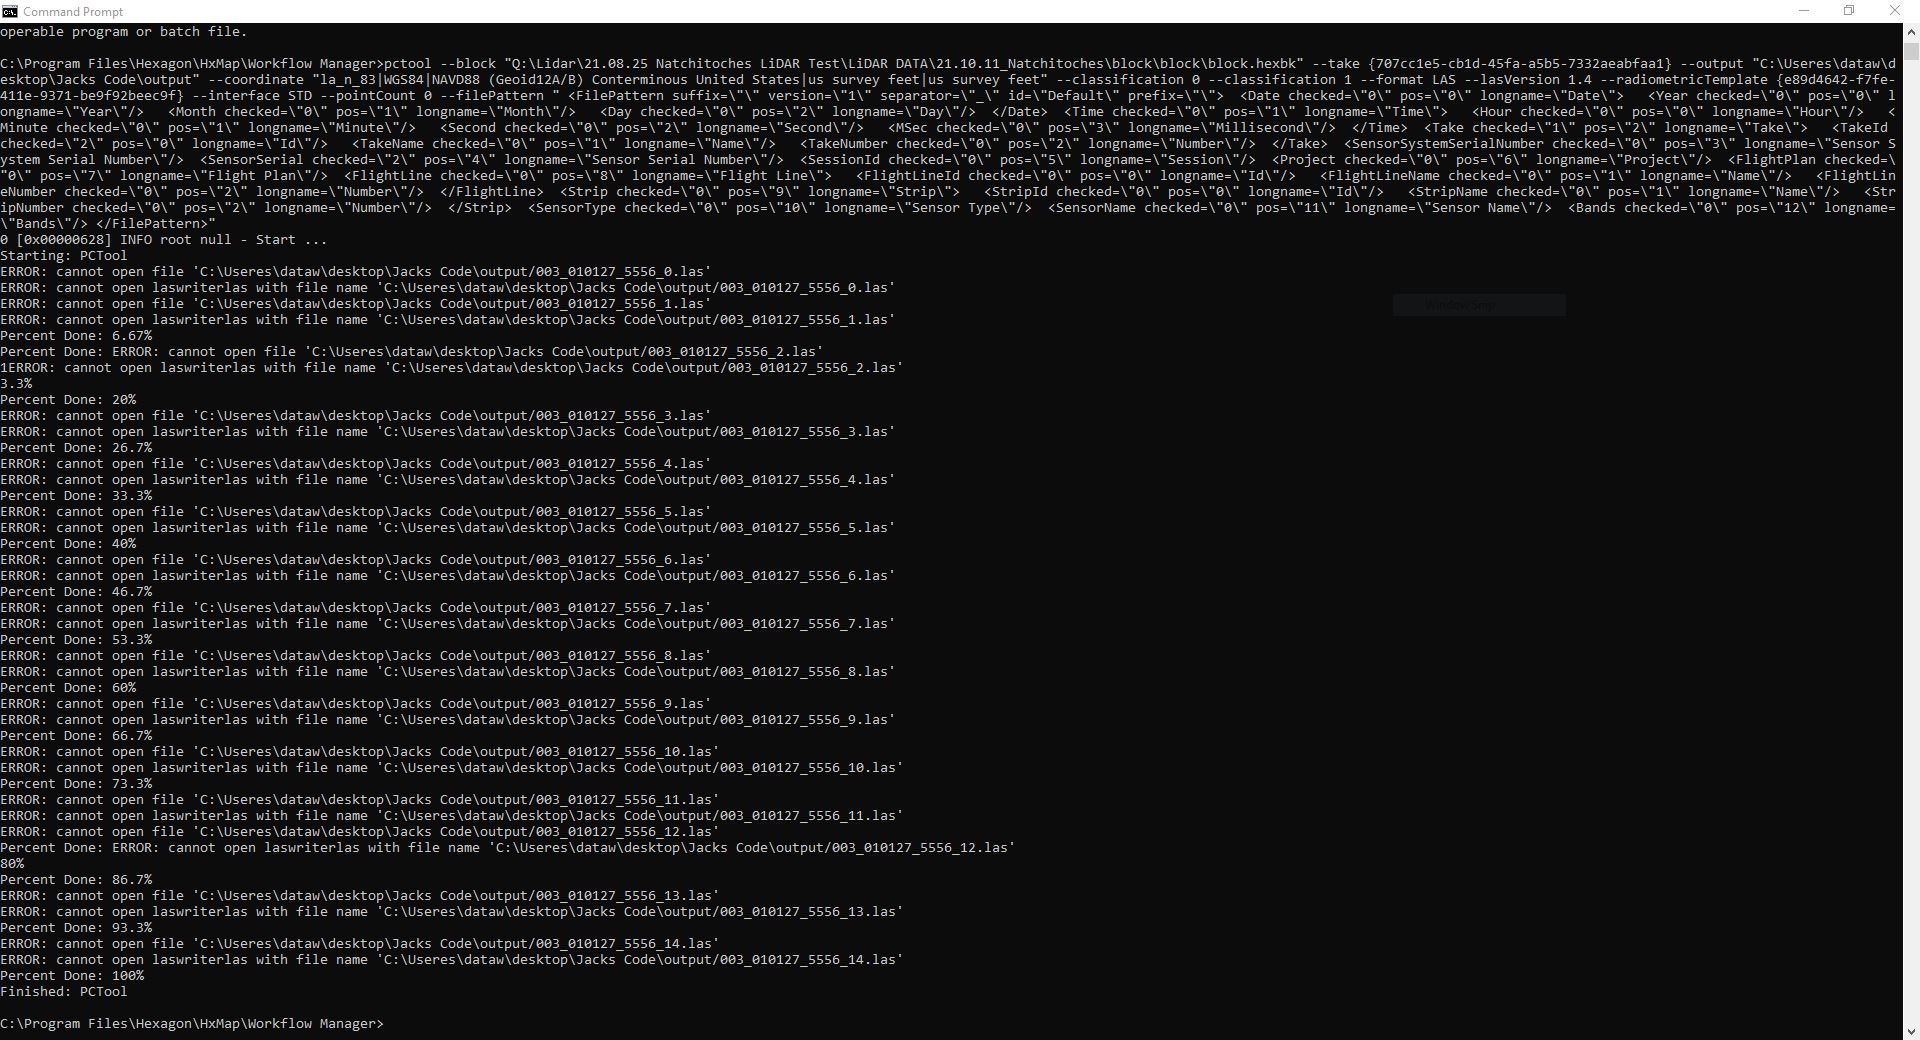 Command Prompt
operable program or batch file.
C:\Program Files\Hexagon\HxMap\Workflow Manager>pctool --block "Q:\Lidar\21.08.25 Natchitoches LiDAR Test\LiDAR DATA\21.10.11_Natchitoches\block\block\block.hexbk" --take {707cc1e5-cb1d-45fa-a5b5-7332aeabfaa1} --output "C:\Useres\dataw\d
esktop\Jacks Code\output" --coordinate "la_n_83|WGS84|NAVD88 (Geoid12A/B) Conterminous United States|us survey feet|us survey feet" --classification 0 --classification 1 --format LAS --lasVersion 1.4 --radiometricTemplate {e89d4642-f7fe-
411e-9371-be9f92beec9f} --interface STD --pointCount 0 --filePattern " <FilePattern suffix=\"\" version=\"1\" separator=\"_\" id=\"Default\" prefix=\"\">  <Date checked=\"0\" pos=\"0\" longname=\"Date\">   <Year checked=\"0\" pos=\"0\" l
ongname=\"Year\"/>   <Month checked=\"0\" pos=\"1\" longname=\"Month\"/>   <Day checked=\"0\" pos=\"2\" longname=\"Day\"/>  </Date>  <Time checked=\"0\" pos=\"1\" longname=\"Time\">   <Hour checked=\"0\" pos=\"0\" longname=\"Hour\"/>   <
Minute checked=\"0\" pos=\"1\" longname=\"Minute\"/>   <Second checked=\"0\" pos=\"2\" longname=\"Second\"/>   <MSec checked=\"0\" pos=\"3\" longname=\"Millisecond\"/>  </Time>  <Take checked=\"1\" pos=\"2\" longname=\"Take\">   <TakeId
checked=\"2\" pos=\"0\" longname=\"Id\"/>   <TakeName checked=\"0\" pos=\"1\" longname=\"Name\"/>   <TakeNumber checked=\"0\" pos=\"2\" longname=\"Number\"/>  </Take>  <SensorSystemSerialNumber checked=\"0\" pos=\"3\" longname=\"Sensor S
ystem Serial Number\"/>  <SensorSerial checked=\"2\" pos=\"4\" longname=\"Sensor Serial Number\"/>  <SessionId checked=\"0\" pos=\"5\" longname=\"Session\"/>  <Project checked=\"0\" pos=\"6\" longname=\"Project\"/>  <FlightPlan checked=\
"0\" pos=\"7\" longname=\"Flight Plan\"/>  <FlightLine checked=\"0\" pos=\"8\" longname=\"Flight Line\">   <FlightLineId checked=\"0\" pos=\"0\" longname=\"Id\"/>   <FlightLineName checked=\"0\" pos=\"1\" longname=\"Name\"/>   <FlightLin
eNumber checked=\"0\" pos=\"2\" longname=\"Number\"/>  </FlightLine>  <Strip checked=\"0\" pos=\"9\" longname=\"Strip\">   <StripId checked=\"0\" pos=\"0\" longname=\"Id\"/>   <StripName checked=\"0\" pos=\"1\" longname=\"Name\"/>   <Str
ipNumber checked=\"0\" pos=\"2\" longname=\"Number\"/>  </Strip>  <SensorType checked=\"0\" pos=\"10\" longname=\"Sensor Type\"/>  <SensorName checked=\"0\" pos=\"11\" longname=\"Sensor Name\"/>  <Bands checked=\"0\" pos=\"12\" longname=
\"Bands\"/> </FilePattern>"
0 [0x00000628] INFO root null - Start ...
Starting: PCTool
ERROR: cannot open file 'C:\Useres\dataw\desktop\Jacks Code\output/003_010127_5556_0.las'
ERROR: cannot open laswriterlas with file name 'C:\Useres\dataw\desktop\Jacks Code\output/003_010127_5556_0.las'
ERROR: cannot open file 'C:\Useres\dataw\desktop\Jacks Code\output/003_010127_5556_1.las'
ERROR: cannot open laswriterlas with file name 'C:\Useres\dataw\desktop\Jacks Code\output/003_010127_5556_1.las'
Percent Done: 6.67%
Percent Done: ERROR: cannot open file 'C:\Useres\dataw\desktop\Jacks Code\output/003_010127_5556_2.las'
1ERROR: cannot open laswriterlas with file name 'C:\Useres\dataw\desktop\Jacks Code\output/003_010127_5556_2.las'
3.3%
Percent Done: 20%
ERROR: cannot open file 'C:\Useres\dataw\desktop\Jacks Code\output/003_010127_5556_3.las'
ERROR: cannot open laswriterlas with file name 'C:\Useres\dataw\desktop\Jacks Code\output/003_010127_5556_3.las'
Percent Done: 26.7%
ERROR: cannot open file 'C:\Useres\dataw\desktop\Jacks Code\output/003_010127_5556_4.las'
ERROR: cannot open laswriterlas with file name 'C:\Useres\dataw\desktop\Jacks Code\output/003_010127_5556_4.las'
Percent Done: 33.3%
ERROR: cannot open file 'C:\Useres\dataw\desktop\Jacks Code\output/003_010127_5556_5.las'
ERROR: cannot open laswriterlas with file name 'C:\Useres\dataw\desktop\Jacks Code\output/003_010127_5556_5.las'
Percent Done: 40%
ERROR: cannot open file 'C:\Useres\dataw\desktop\Jacks Code\output/003_010127_5556_6.las'
ERROR: cannot open laswriterlas with file name 'C:\Useres\dataw\desktop\Jacks Code\output/003_010127_5556_6.las'
Percent Done: 46.7%
ERROR: cannot open file 'C:\Useres\dataw\desktop\Jacks Code\output/003_010127_5556_7.las'
ERROR: cannot open laswriterlas with file name 'C:\Useres\dataw\desktop\Jacks Code\output/003_010127_5556_7.las'
Percent Done: 53.3%
ERROR: cannot open file 'C:\Useres\dataw\desktop\Jacks Code\output/003_010127_5556_8.las'
ERROR: cannot open laswriterlas with file name 'C:\Useres\dataw\desktop\Jacks Code\output/003_010127_5556_8.las'
Percent Done: 60%
ERROR: cannot open file 'C:\Useres\dataw\desktop\Jacks Code\output/003_010127_5556_9.las'
ERROR: cannot open laswriterlas with file name 'C:\Useres\dataw\desktop\Jacks Code\output/003_010127_5556_9.las'
Percent Done: 66.7%
ERROR: cannot open file 'C:\Useres\dataw\desktop\Jacks Code\output/003_010127_5556_10.las'
ERROR: cannot open laswriterlas with file name 'C:\Useres\dataw\desktop\Jacks Code\output/003_010127_5556_10.las'
Percent Done: 73.3%
ERROR: cannot open file 'C:\Useres\dataw\desktop\Jacks Code\output/003_010127_5556_11.las'
ERROR: cannot open laswriterlas with file name 'C:\Useres\dataw\desktop\Jacks Code\output/003_010127_5556_11.las'
ERROR: cannot open file 'C:\Useres\dataw\desktop\Jacks Code\output/003_010127_5556_12.las'
Percent Done: ERROR: cannot open laswriterlas with file name 'C:\Useres\dataw\desktop\Jacks Code\output/003_010127_5556_12.las'
80%
Percent Done: 86.7%
ERROR: cannot open file 'C:\Useres\dataw\desktop\Jacks Code\output/003_010127_5556_13.las'
ERROR: cannot open laswriterlas with file name 'C:\Useres\dataw\desktop\Jacks Code\output/003_010127_5556_13.las'
Percent Done: 93.3%
ERROR: cannot open file 'C:\Useres\dataw\desktop\Jacks Code\output/003_010127_5556_14.las'
ERROR: cannot open laswriterlas with file name 'C:\Useres\dataw\desktop\Jacks Code\output/003_010127_5556_14.las'
Percent Done: 100%
Finished: PCTool
C:\Program Files\Hexagon\HxMap\Workflow Manager>